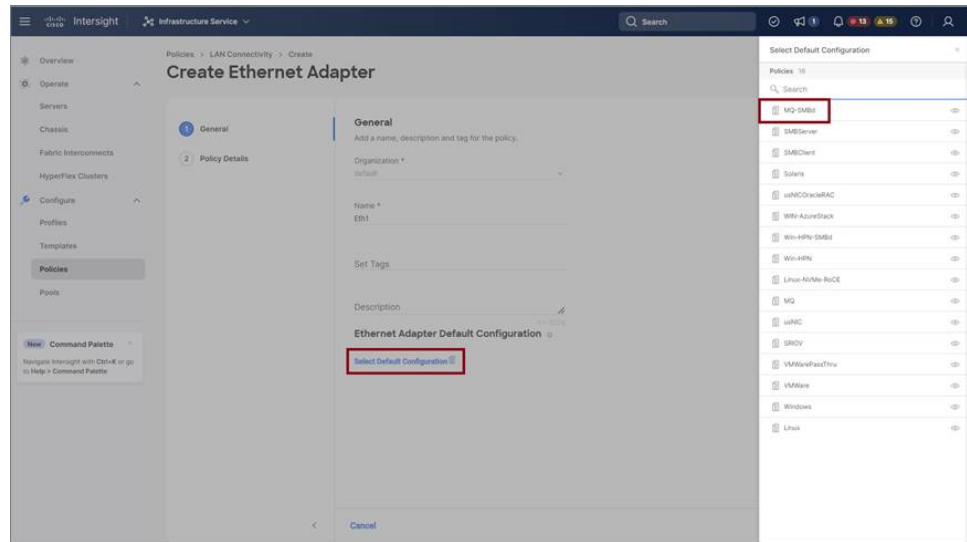 CISCO
Intersight
Infrastructure Service
Search
1
13
15
Overview
Operate
Servers
Chassis
Fabric Interconnects
HyperFlex Clusters
Configure
Profiles
Templates
Policies
Pools
New Command Palette
Navigate Intersight with Ctrl+K or go
to Help > Command Palette
Policies > LAN Connectivity > Create
Create Ethernet Adapter
1 General
2 Policy Details
General
Add a name, description and tag for the policy.
Organization *
default
Name *
Eth1
Set Tags
Description
Ethernet Adapter Default Configuration
Select Default Configuration
Cancel
Select Default Configuration
Policies 16
Search
MQ-SMBd
SMBServer
SMBClient
Solaris
usNICOracleRAC
WIN-AzureStack
Win-HPN-SMBd
Win-HPN
Linux-NVMe-RoCE
MQ
usNIC
SRIOV
VMWarePassThru
VMWare
Windows
Linux